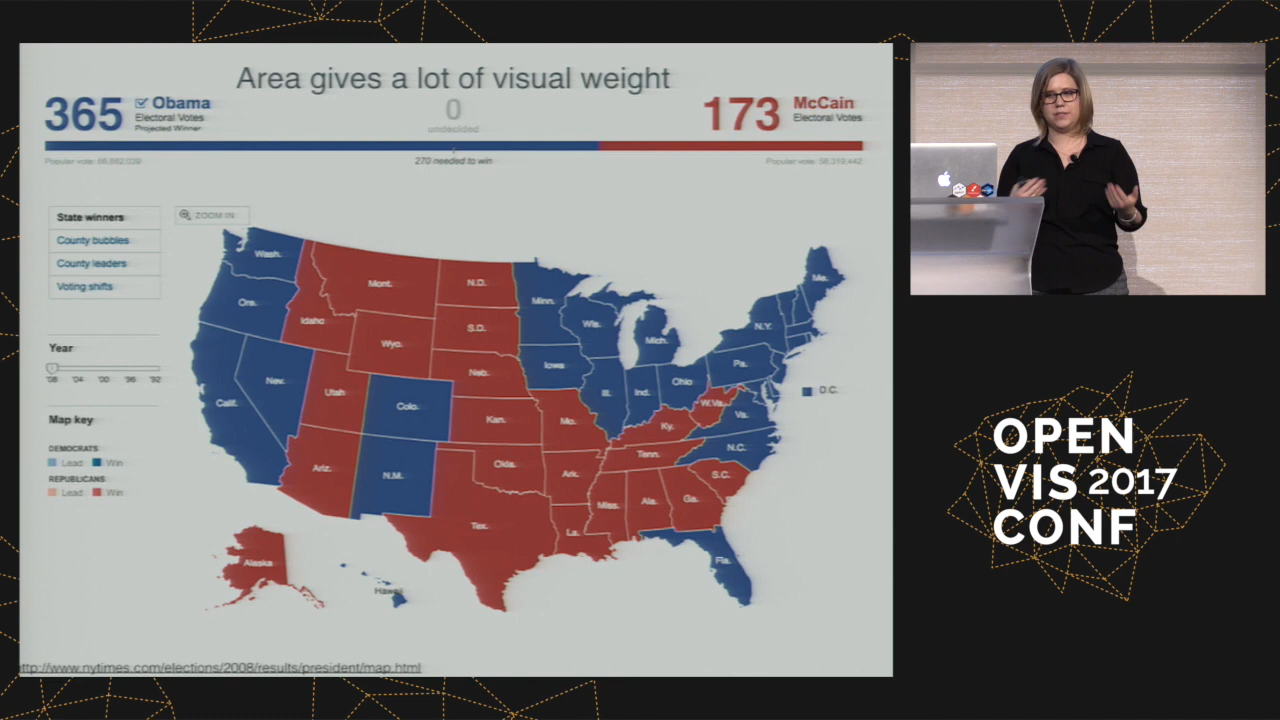 Area gives a lot of visual weight
365
Obama
Electoral Votes
Projected Winner
0
undecided
173
McCain
Electoral Votes
270 needed to win
State winners
County bubbles
County leaders
Voting shifts
ZOOM IN
Year
'08 '04 '00 '96 '92
Map key
DEMOCRATS
Lead Win
REPUBLICANS
Lead Win
Wash.
Ore.
Calif.
Nev.
Idaho
Mont.
Wyo.
Utah
Colo.
Ariz.
N.M.
N.D.
S.D.
Neb.
Kan.
Okla.
Tex.
Minn.
Iowa
Mo.
Ark.
La.
Wis.
Ill.
Mich.
Ind.
Ohio
Ky.
Tenn.
Miss.
Ala.
Ga.
Fla.
S.C.
N.C.
Va.
W.Va.
Pa.
N.Y.
Me.
D.C.
Alaska
Hawaii
ttp://www.nytimes.com/elections/2008/results/president/map.html
OPEN
VIS 2017
CONF